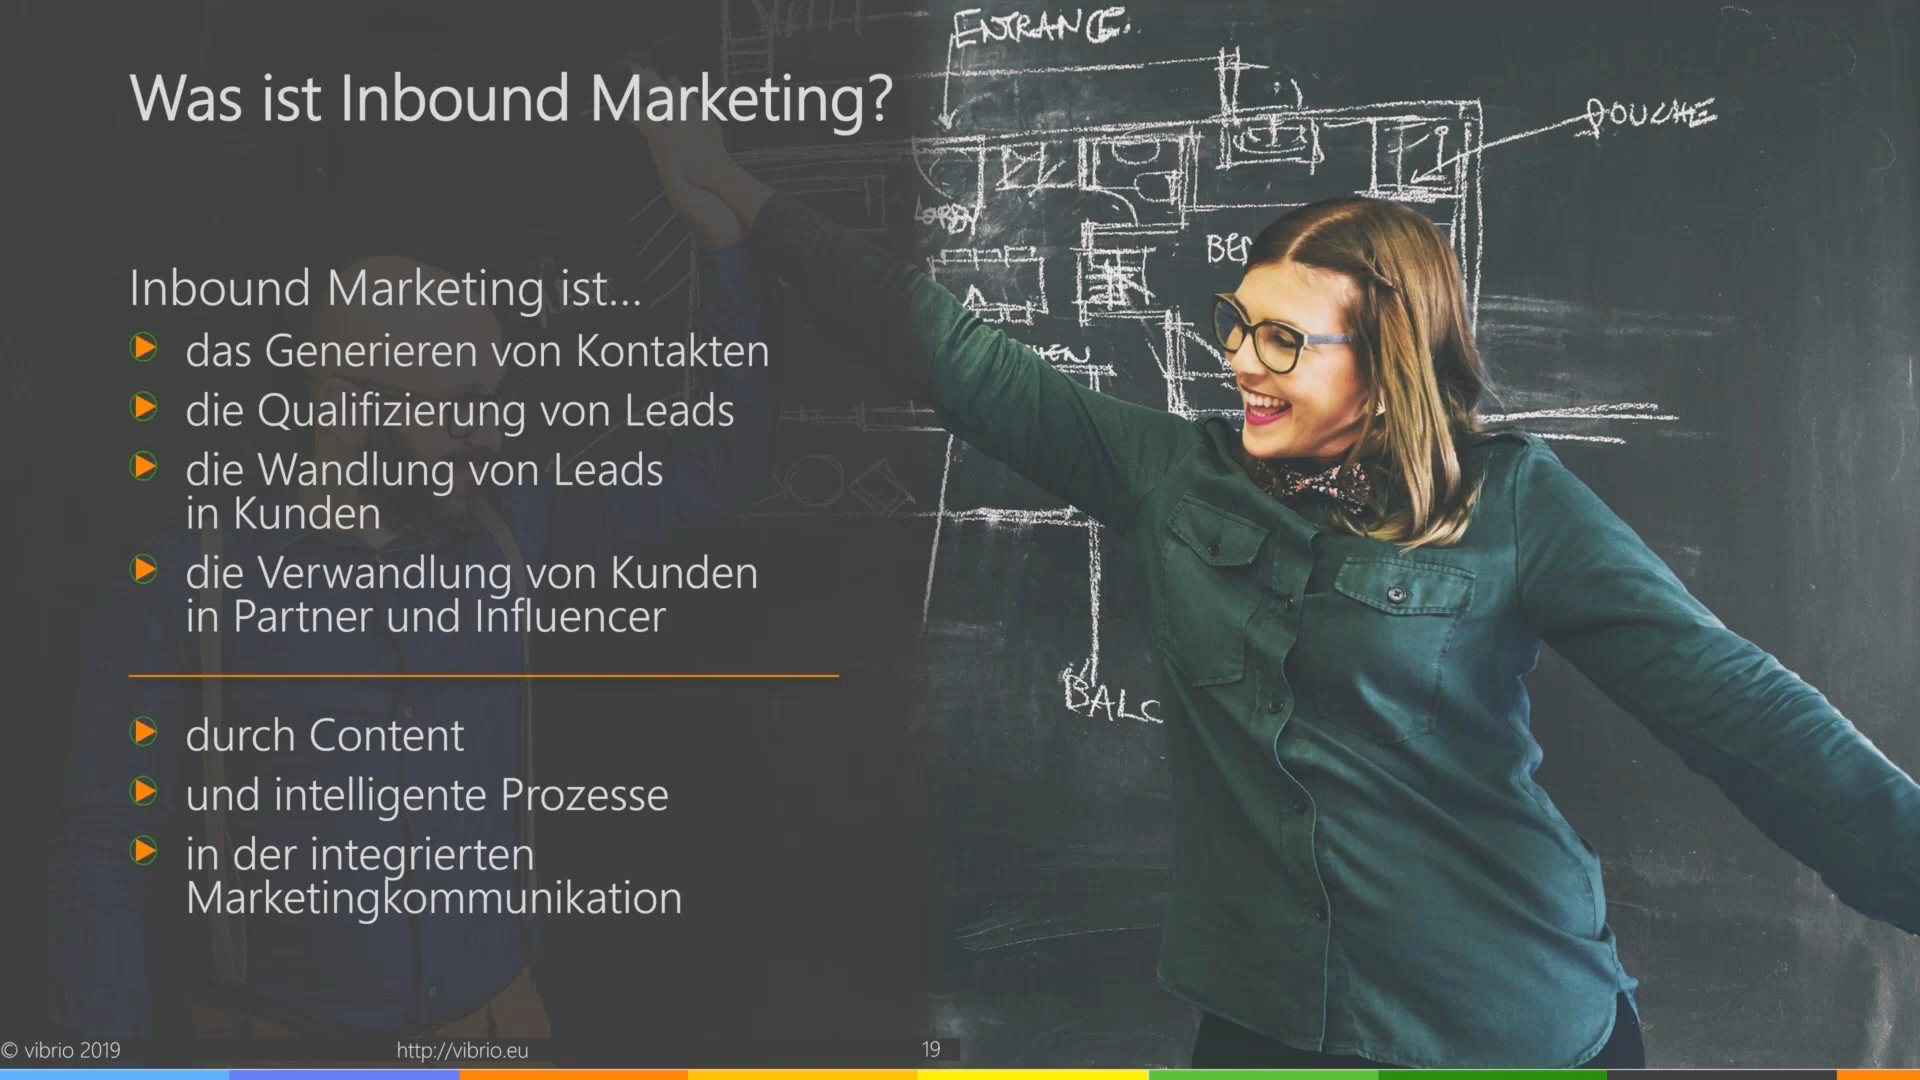 Was ist Inbound Marketing?
Inbound Marketing ist...
das Generieren von Kontakten
die Qualifizierung von Leads
die Wandlung von Leads
in Kunden
die Verwandlung von Kunden
in Partner und Influencer
durch Content
und intelligente Prozesse
in der integrierten
Marketingkommunikation
© vibrio 2019
http://vibrio.eu
19
ENTRANCE.
DOUCHE
LOBBY
BED
BALC